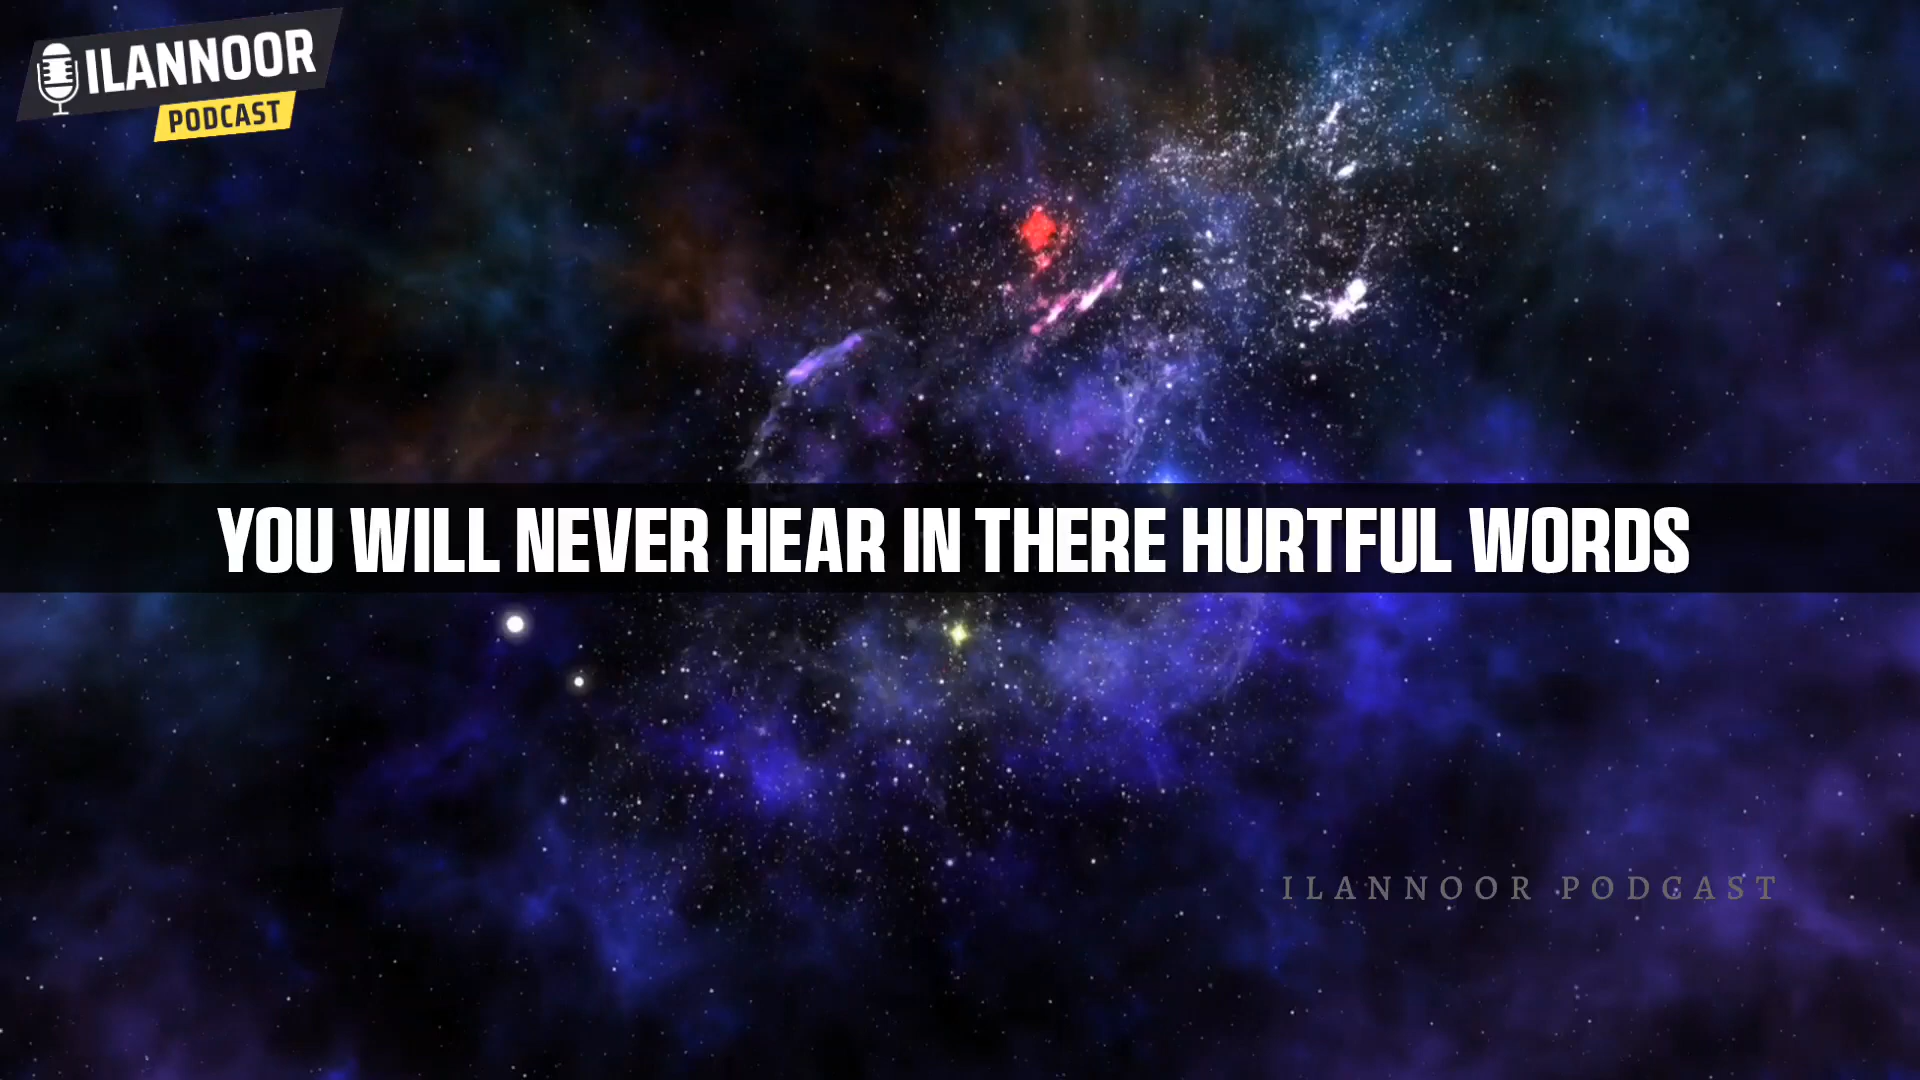 ILANNOOR
PODCAST
YOU WILL NEVER HEAR IN THERE HURTFUL WORDS
ILANNOOR PODCAST